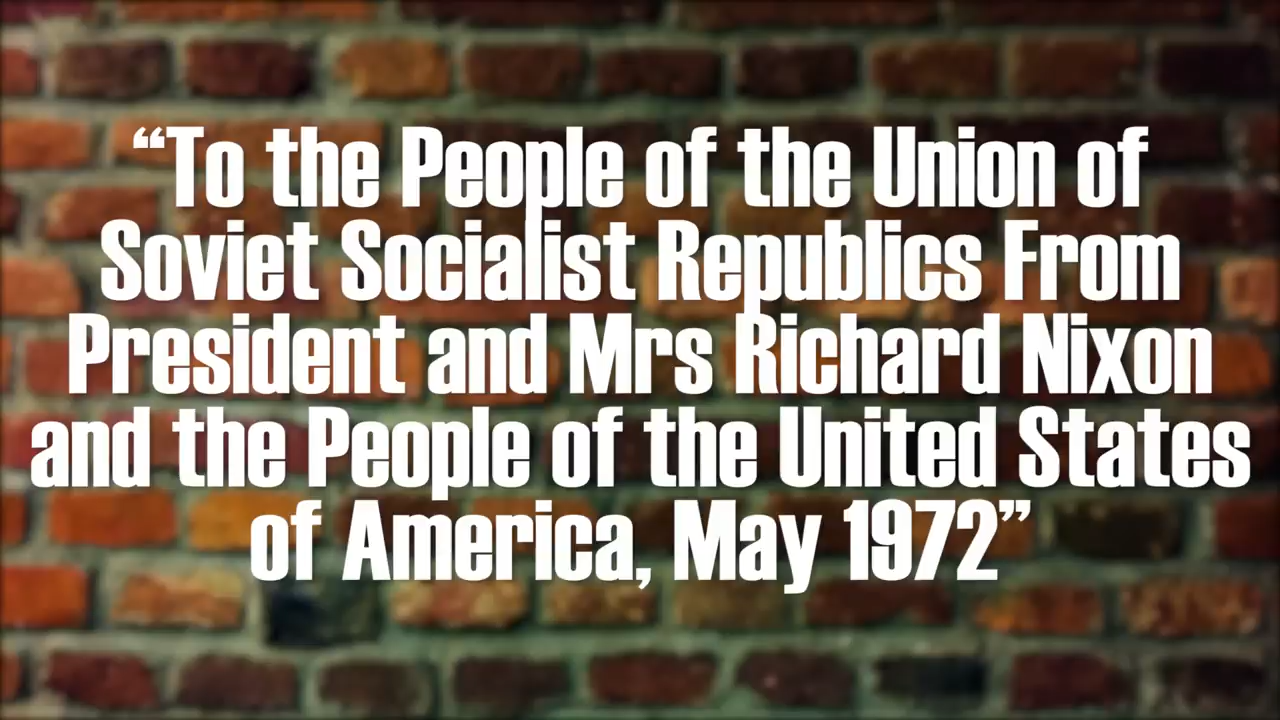 “To the People of the Union of
Soviet Socialist Republics From
President and Mrs Richard Nixon
and the People of the United States
of America, May 1972”